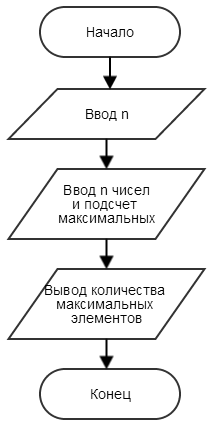 Начало
Ввод n
Ввод n чисел
и подсчет
максимальных
Вывод количества
максимальных
элементов
Конец